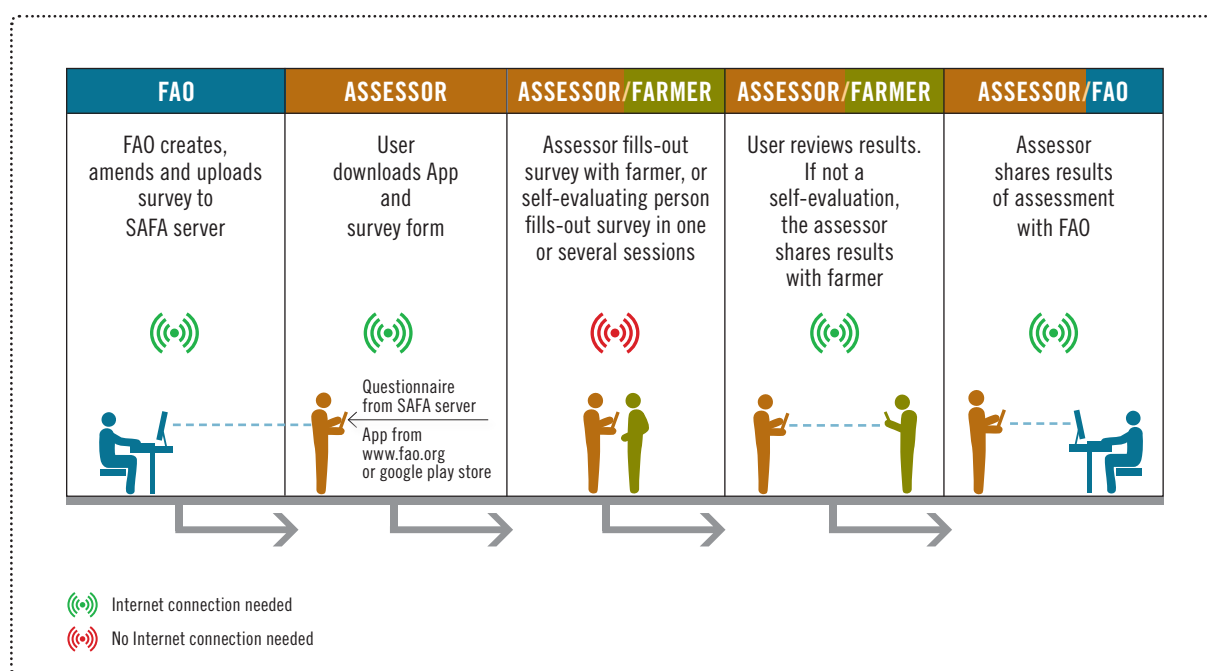 FAO
ASSESSOR
ASSESSOR/FARMER
ASSESSOR/FARMER
ASSESSOR/FAO
FAO creates,
amends and uploads
survey to
SAFA server
User
downloads App
and
survey form
Assessor fills-out
survey with farmer, or
self-evaluating person
fills-out survey in one
or several sessions
User reviews results.
If not a
self-evaluation,
the assessor
shares results
with farmer
Assessor
shares results
of assessment
with FAO
Questionnaire
from SAFA server
App from
www.fao.org
or google play store
Internet connection needed
No Internet connection needed